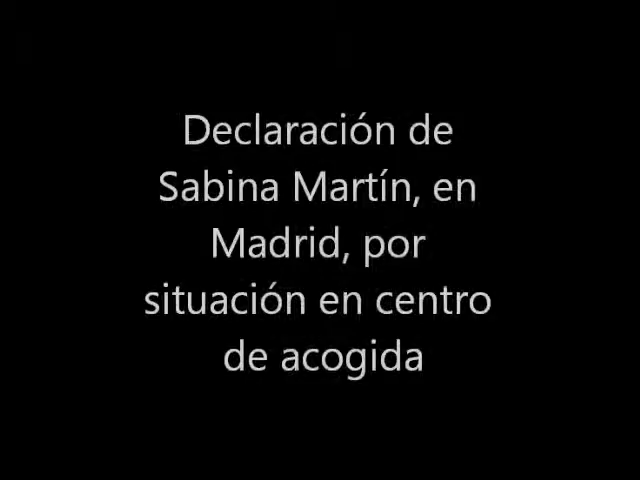 Declaración de
Sabina Martín, en
Madrid, por
situación en centro
de acogida